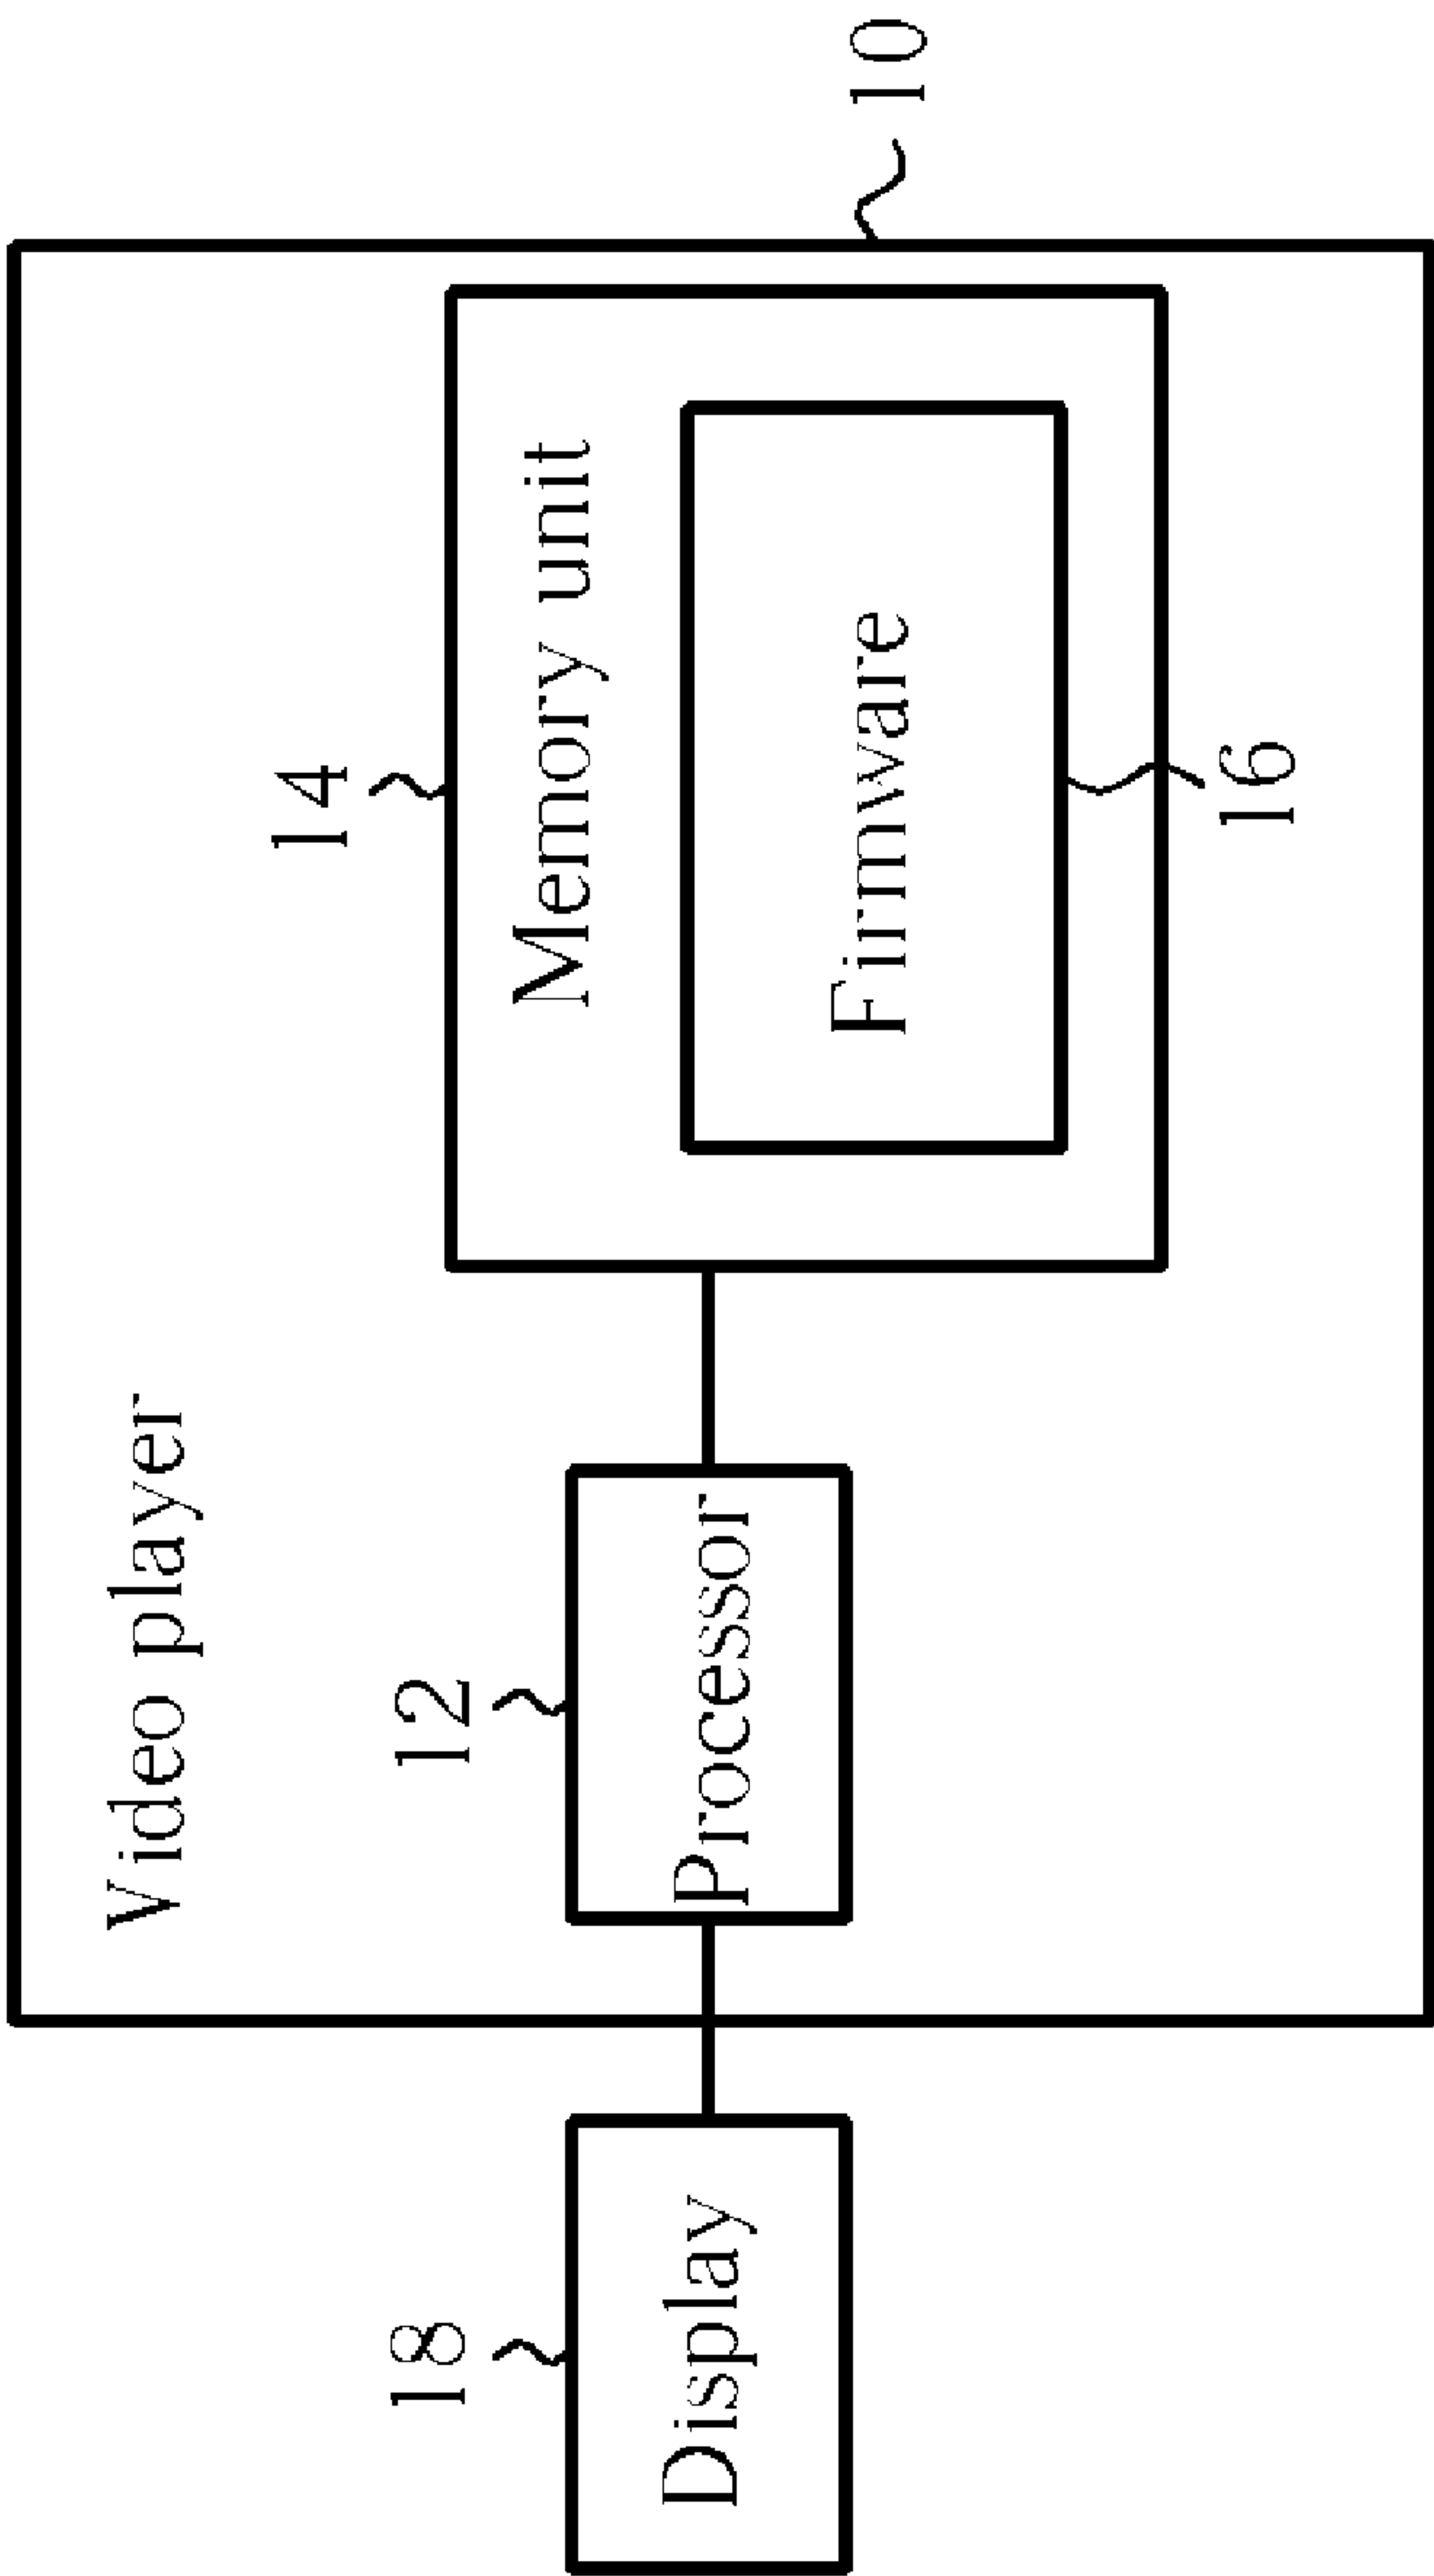 Video player
14
Memory unit
12
18
Processor
Display
Firmware
10
16